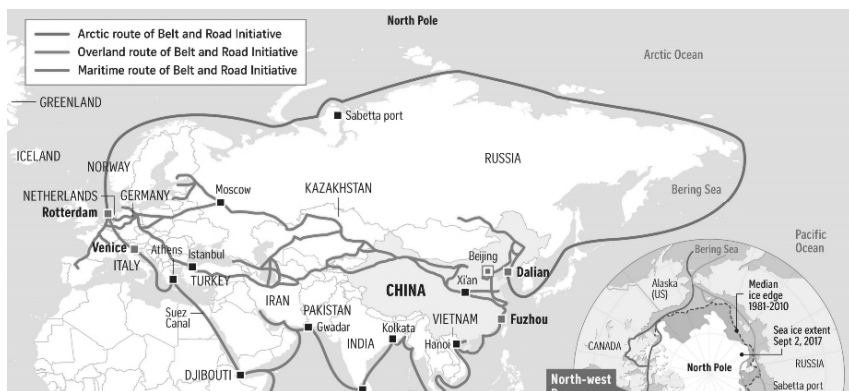 North Pole
Arctic route of Belt and Road Initiative
Overland route of Belt and Road Initiative
Maritime route of Belt and Road Initiative
Arctic Ocean
GREENLAND
Sabetta port
ICELAND
NORWAY
RUSSIA
NETHERLANDS
GERMANY
Moscow
KAZAKHSTAN
Bering Sea
Rotterdam
Venice
Athens
Istanbul
ITALY
TURKEY
Beijing
Dalian
Pacific
Ocean
Bering Sea
Alaska
(US)
Median
ice edge
1981-2010
IRAN
CHINA
Xi'an
PAKISTAN
Suez
Canal
Gwadar
Kolkata
VIETNAM
Fuzhou
INDIA
Hanoi
CANADA
Sea ice extent
Sept 2, 2017
North Pole
RUSSIA
DJIBOUTI
North-west
Sabetta port